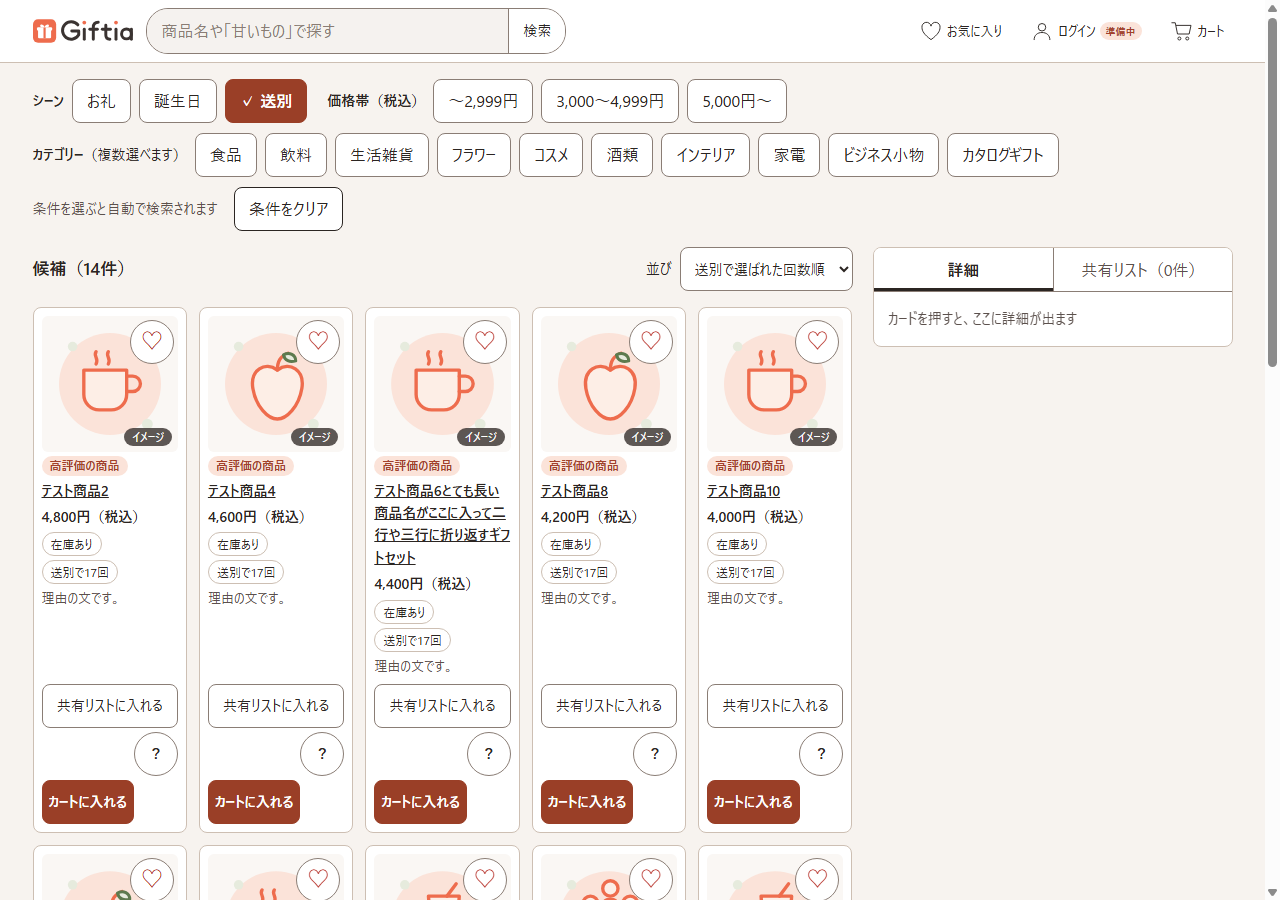 Giftia 商品名や「甘いもの」で探す 検索 お気に入り ログイン 準備中 カート
シーン お礼 誕生日 ✓ 送別 価格帯（税込） ～2,999円 3,000～4,999円 5,000円～
カテゴリー（複数選べます） 食品 飲料 生活雑貨 フラワー コスメ 酒類 インテリア 家電 ビジネス小物 カタログギフト
条件を選ぶと自動で検索されます 条件をクリア
候補（14件） 並び 送別で選ばれた回数順 詳細 共有リスト（0件）
カードを押すと、ここに詳細が出ます
イメージ
高評価の商品
テスト商品2
4,800円（税込）
在庫あり
送別で17回
理由の文です。
共有リストに入れる
?
カートに入れる
イメージ
高評価の商品
テスト商品4
4,600円（税込）
在庫あり
送別で17回
理由の文です。
共有リストに入れる
?
カートに入れる
イメージ
高評価の商品
テスト商品6とても長い
商品名がここに入って二
行や三行に折り返すギフ
トセット
4,400円（税込）
在庫あり
送別で17回
理由の文です。
共有リストに入れる
?
カートに入れる
イメージ
高評価の商品
テスト商品8
4,200円（税込）
在庫あり
送別で17回
理由の文です。
共有リストに入れる
?
カートに入れる
イメージ
高評価の商品
テスト商品10
4,000円（税込）
在庫あり
送別で17回
理由の文です。
共有リストに入れる
?
カートに入れる